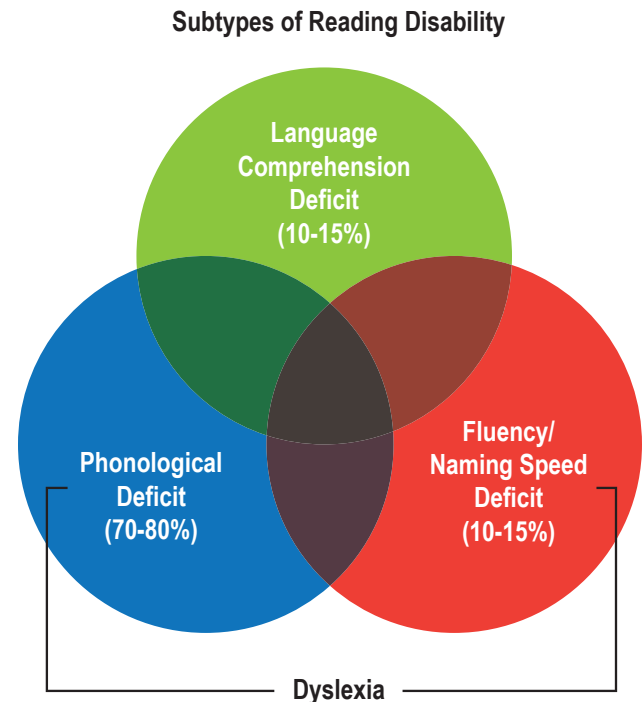 Subtypes of Reading Disability
Language
Comprehension
Deficit
(10-15%)
Phonological
Deficit
(70-80%)
Fluency/
Naming Speed
Deficit
(10-15%)
Dyslexia